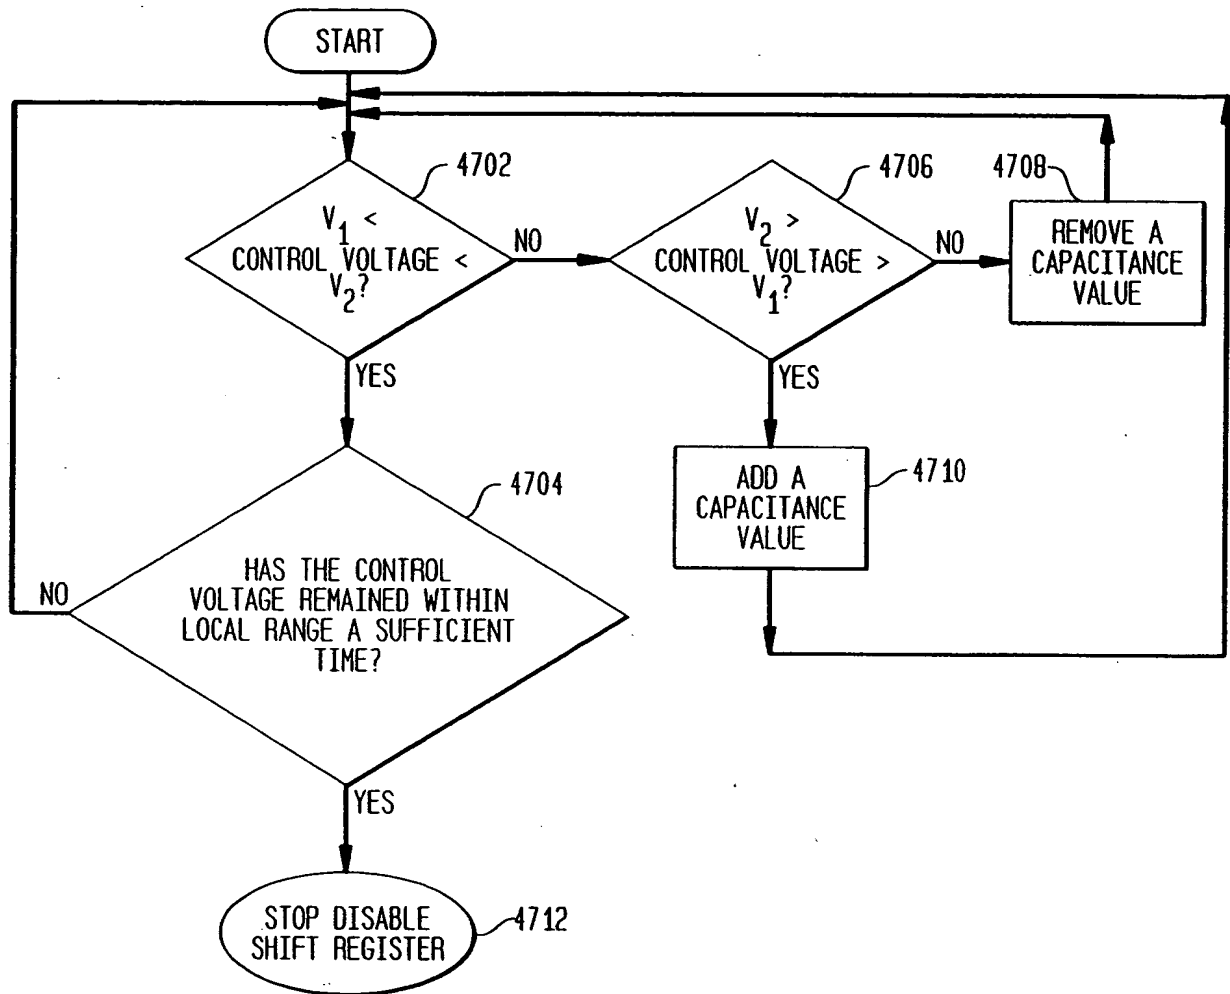 START
4702
V1 <
CONTROL VOLTAGE <
V2?
NO
YES
4706
V2 >
CONTROL VOLTAGE >
V1?
NO
YES
4708
REMOVE A
CAPACITANCE
VALUE
ADD A
CAPACITANCE
VALUE
4710
4704
HAS THE CONTROL
VOLTAGE REMAINED WITHIN
LOCAL RANGE A SUFFICIENT
TIME?
NO
YES
STOP DISABLE
SHIFT REGISTER
4712